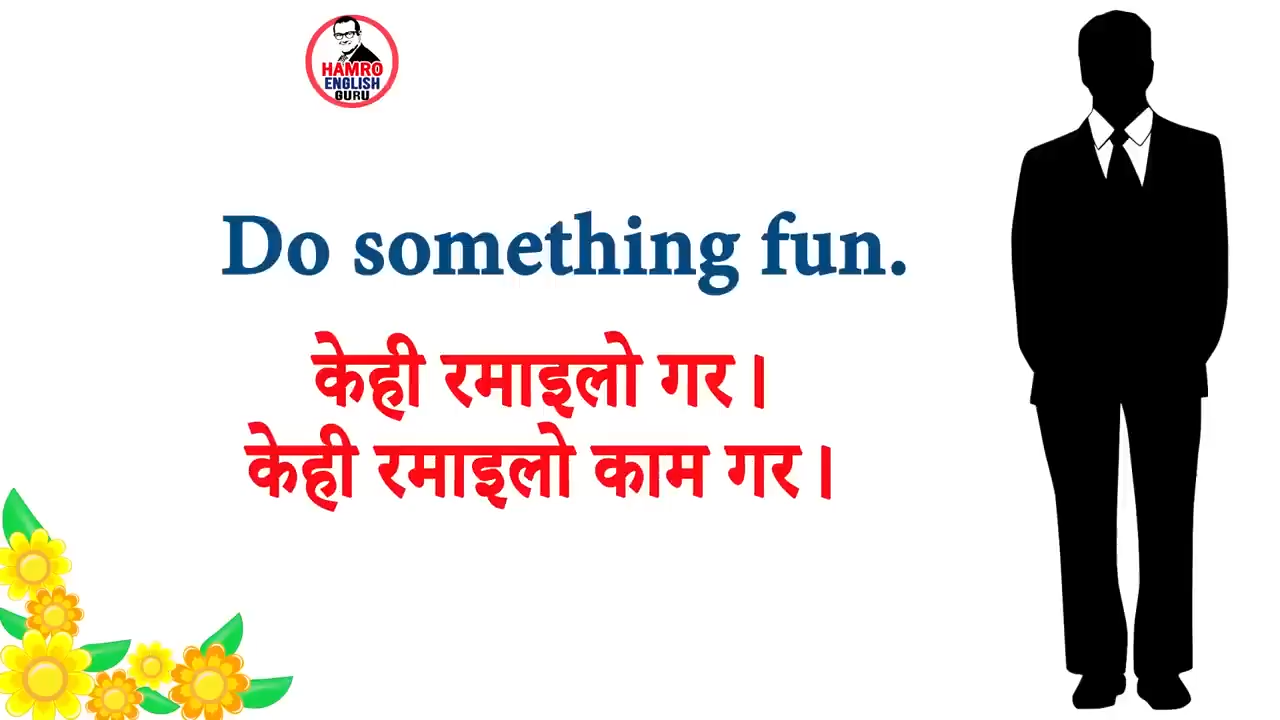 HAMRO
ENGLISH
GURU
Do something fun.
केही रमाइलो गर।
केही रमाइलो काम गर।